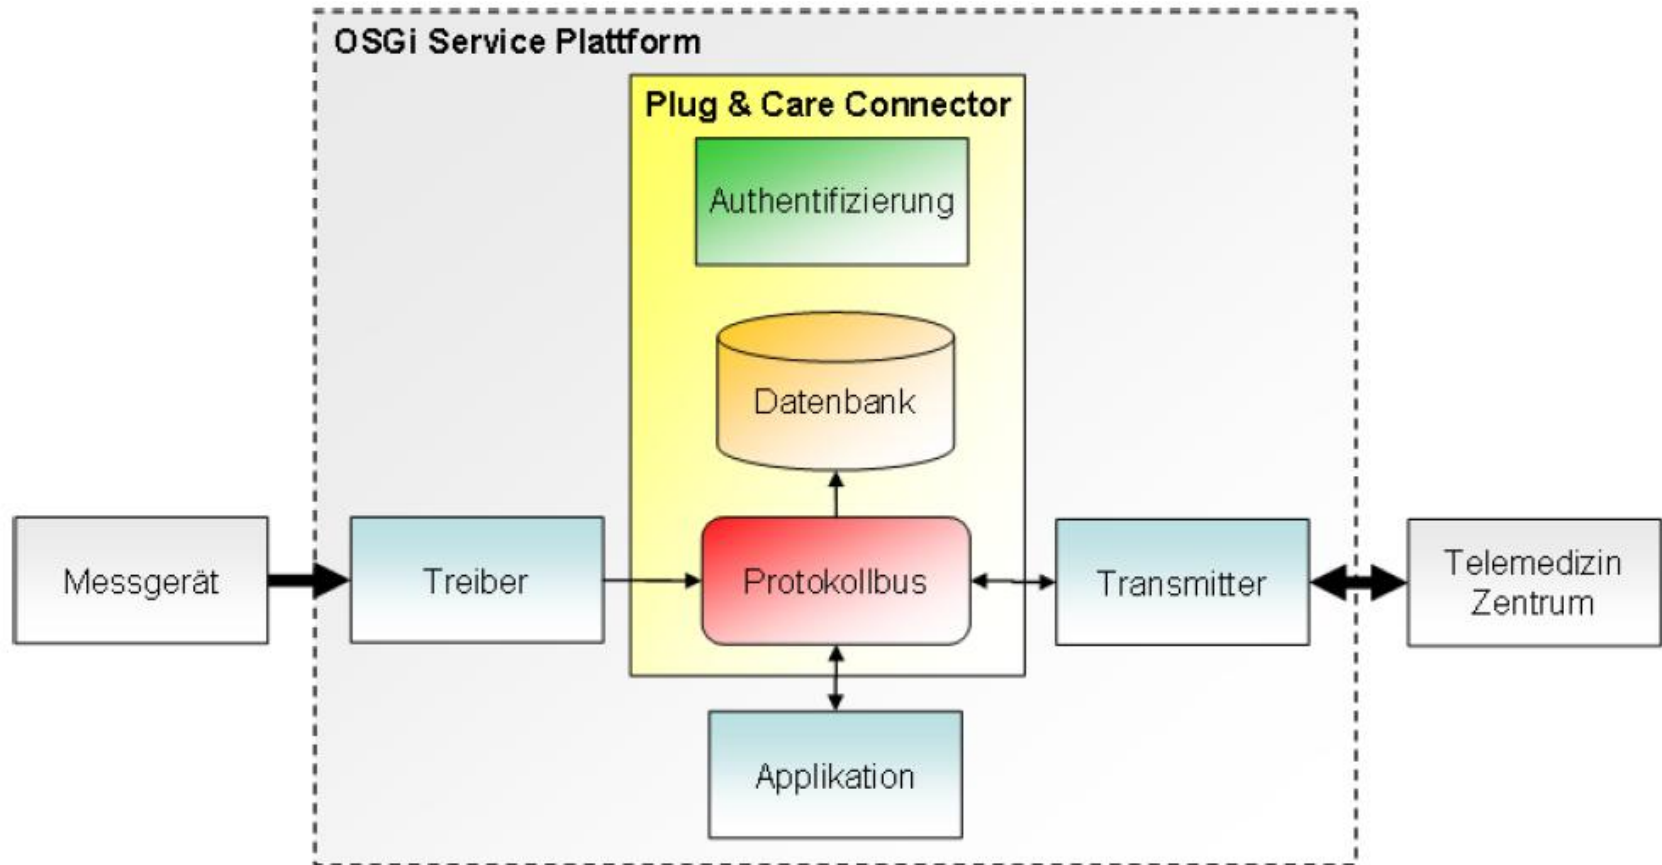 OSGi Service Plattform
Plug & Care Connector
Authentifizierung
Datenbank
Messgerät
Treiber
Protokollbus
Transmitter
Telemedizin
Zentrum
Applikation